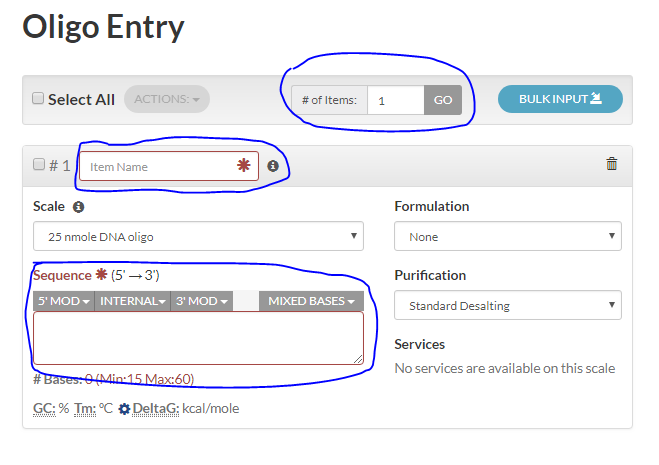 Oligo Entry
Select All ACTIONS: # of Items: 1 GO BULK INPUT
# 1 Item Name
Scale
25 nmole DNA oligo
Formulation
None
Sequence ✱ (5' → 3')
5' MOD INTERNAL 3' MOD MIXED BASES
Purification
Standard Desalting
Services
No services are available on this scale
# Bases: 0 (Min:15 Max:60)
GC: % Tm: ºC DeltaG: kcal/mole